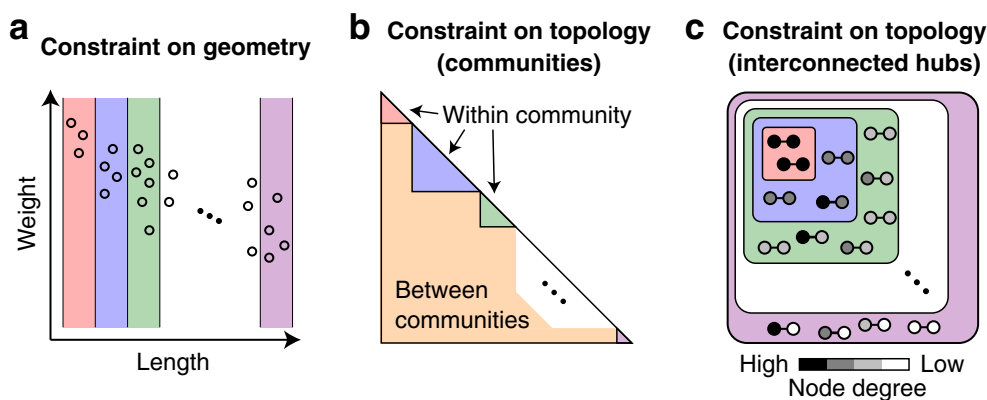 a
Constraint on geometry
Weight
Length
b
Constraint on topology
(communities)
Within community
Between
communities
c
Constraint on topology
(interconnected hubs)
High
Low
Node degree